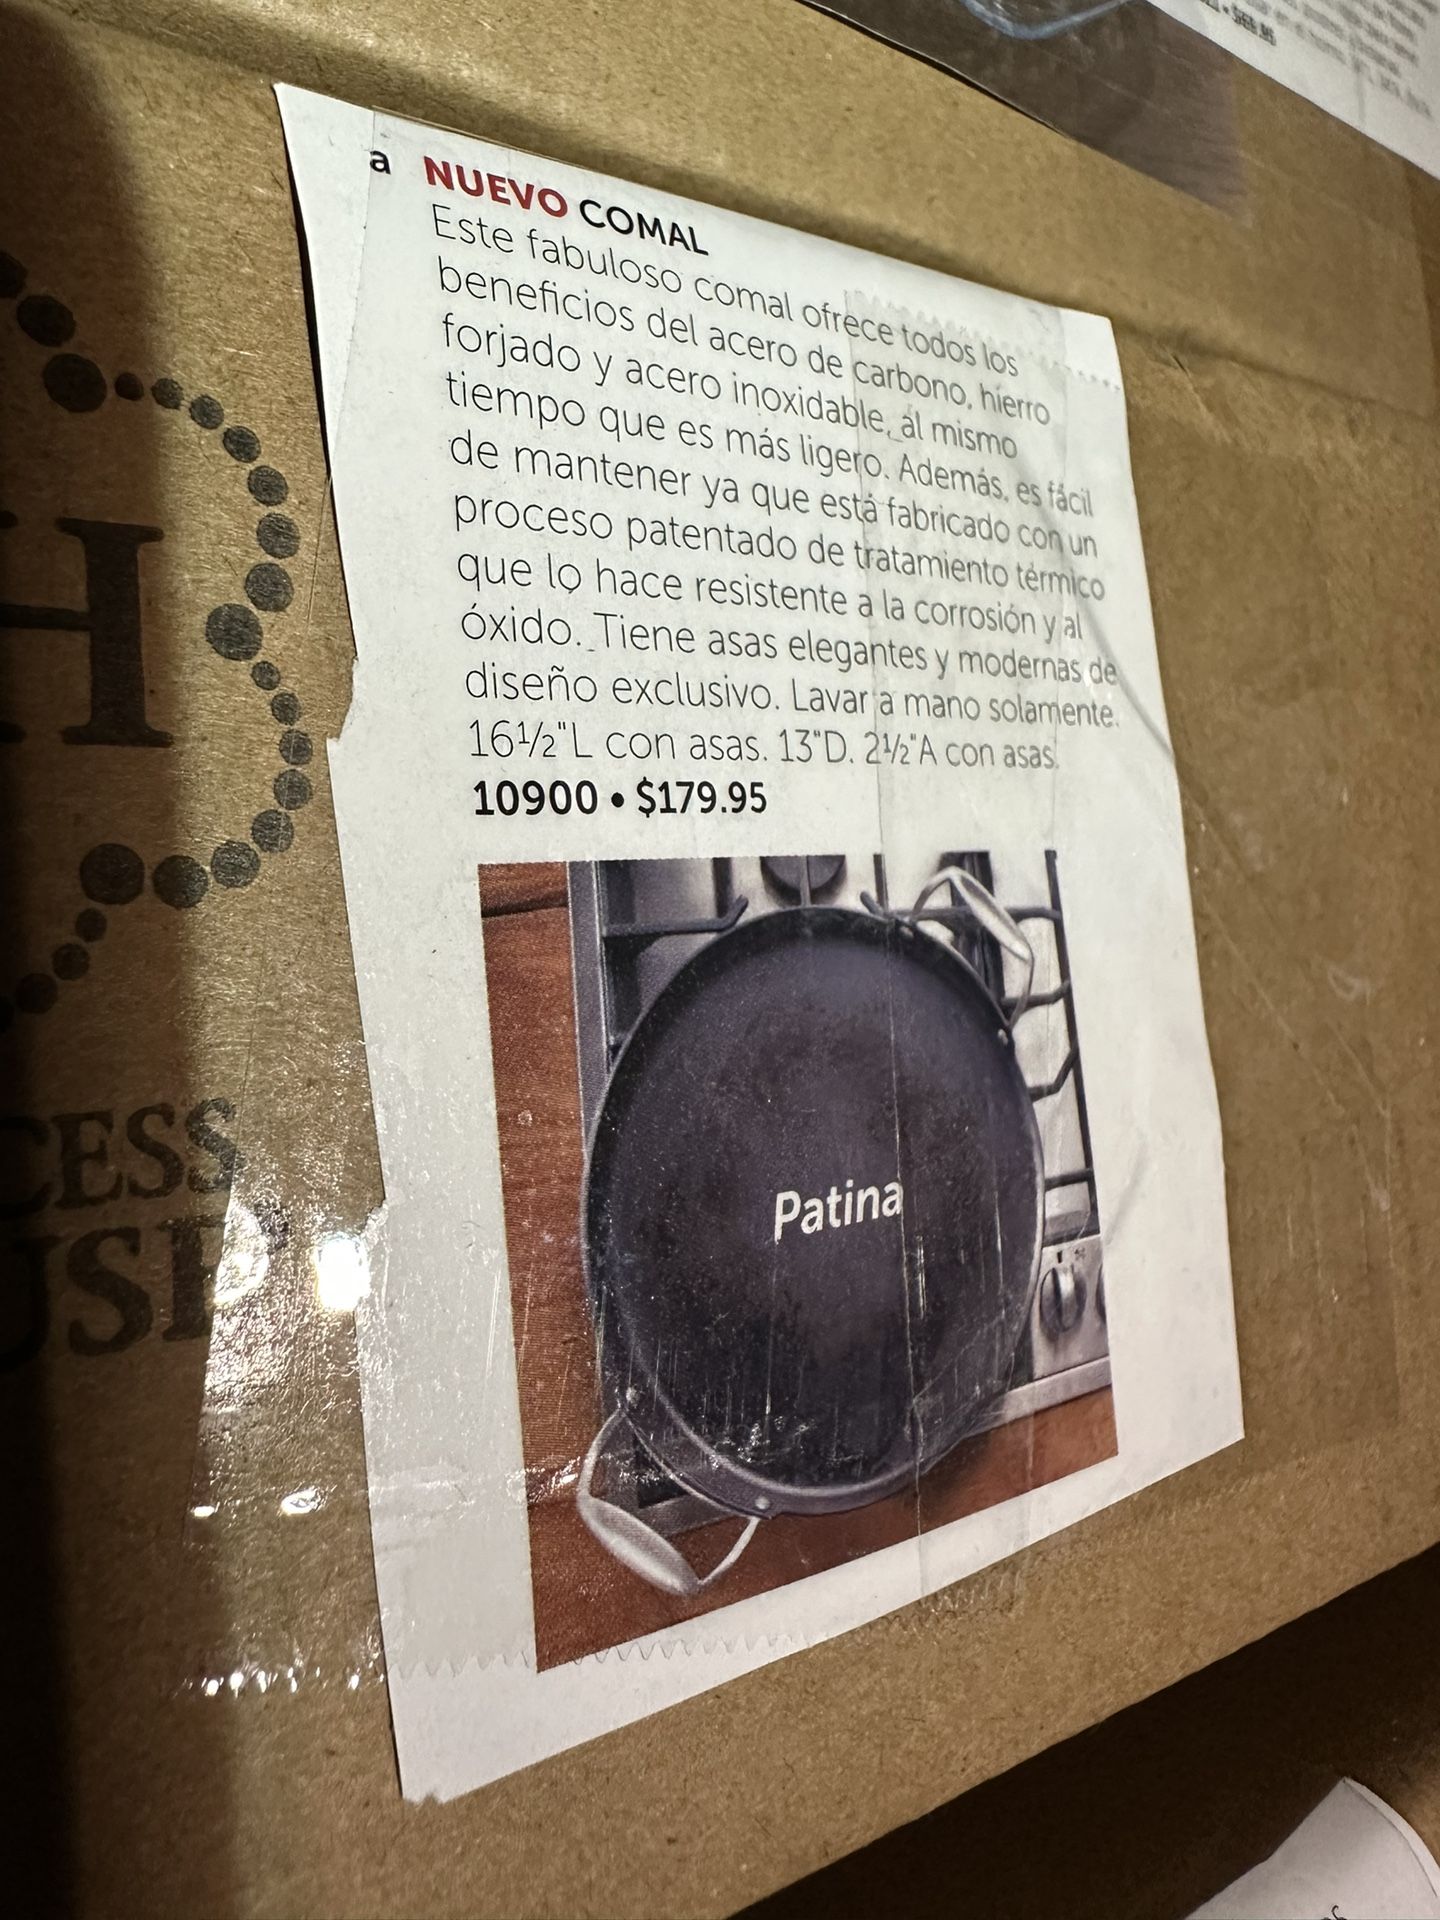 • $
a NUEVO COMAL
Este fabuloso comal ofrece todos los
beneficios del acero de carbono, hierro
forjado y acero inoxidable, al mismo
tiempo que es más ligero. Además, es fácil
de mantener ya que está fabricado con un
proceso patentado de tratamiento térmico
que lo hace resistente a la corrosión y al
óxido. Tiene asas elegantes y modernas de
diseño exclusivo. Lavar a mano solamente.
16½"L con asas. 13"D. 2½"A con asas.
10900 • $179.95
Patina
H
CESS